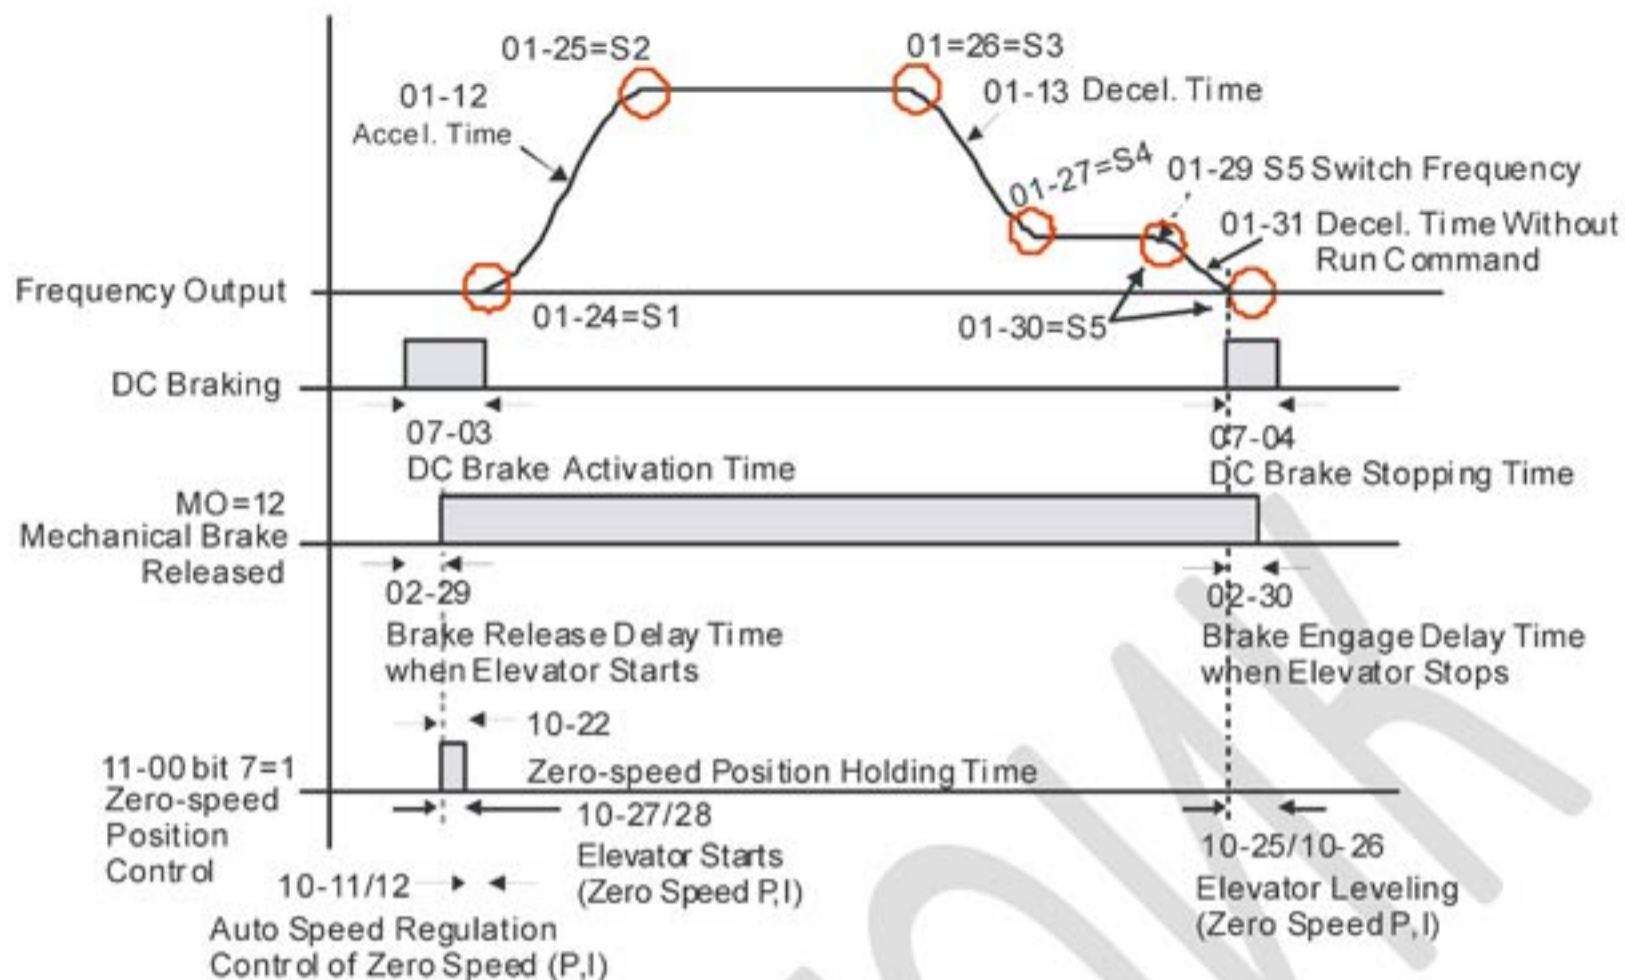 01-25=S2
01=26=S3
01-12
Accel. Time
01-13 Decel. Time
01-27=S4
01-29 S5 Switch Frequency
01-31 Decel. Time Without
Run Command
Frequency Output
01-24=S1
01-30=S5
DC Braking
07-03
DC Brake Activation Time
07-04
DC Brake Stopping Time
MO=12
Mechanical Brake
Released
02-29
Brake Release Delay Time
when Elevator Starts
02-30
Brake Engage Delay Time
when Elevator Stops
10-22
Zero-speed Position Holding Time
11-00 bit 7=1
Zero-speed
Position
Control
10-27/28
Elevator Starts
(Zero Speed P,I)
10-25/10-26
Elevator Leveling
(Zero Speed P,I)
10-11/12
Auto Speed Regulation
Control of Zero Speed (P,I)